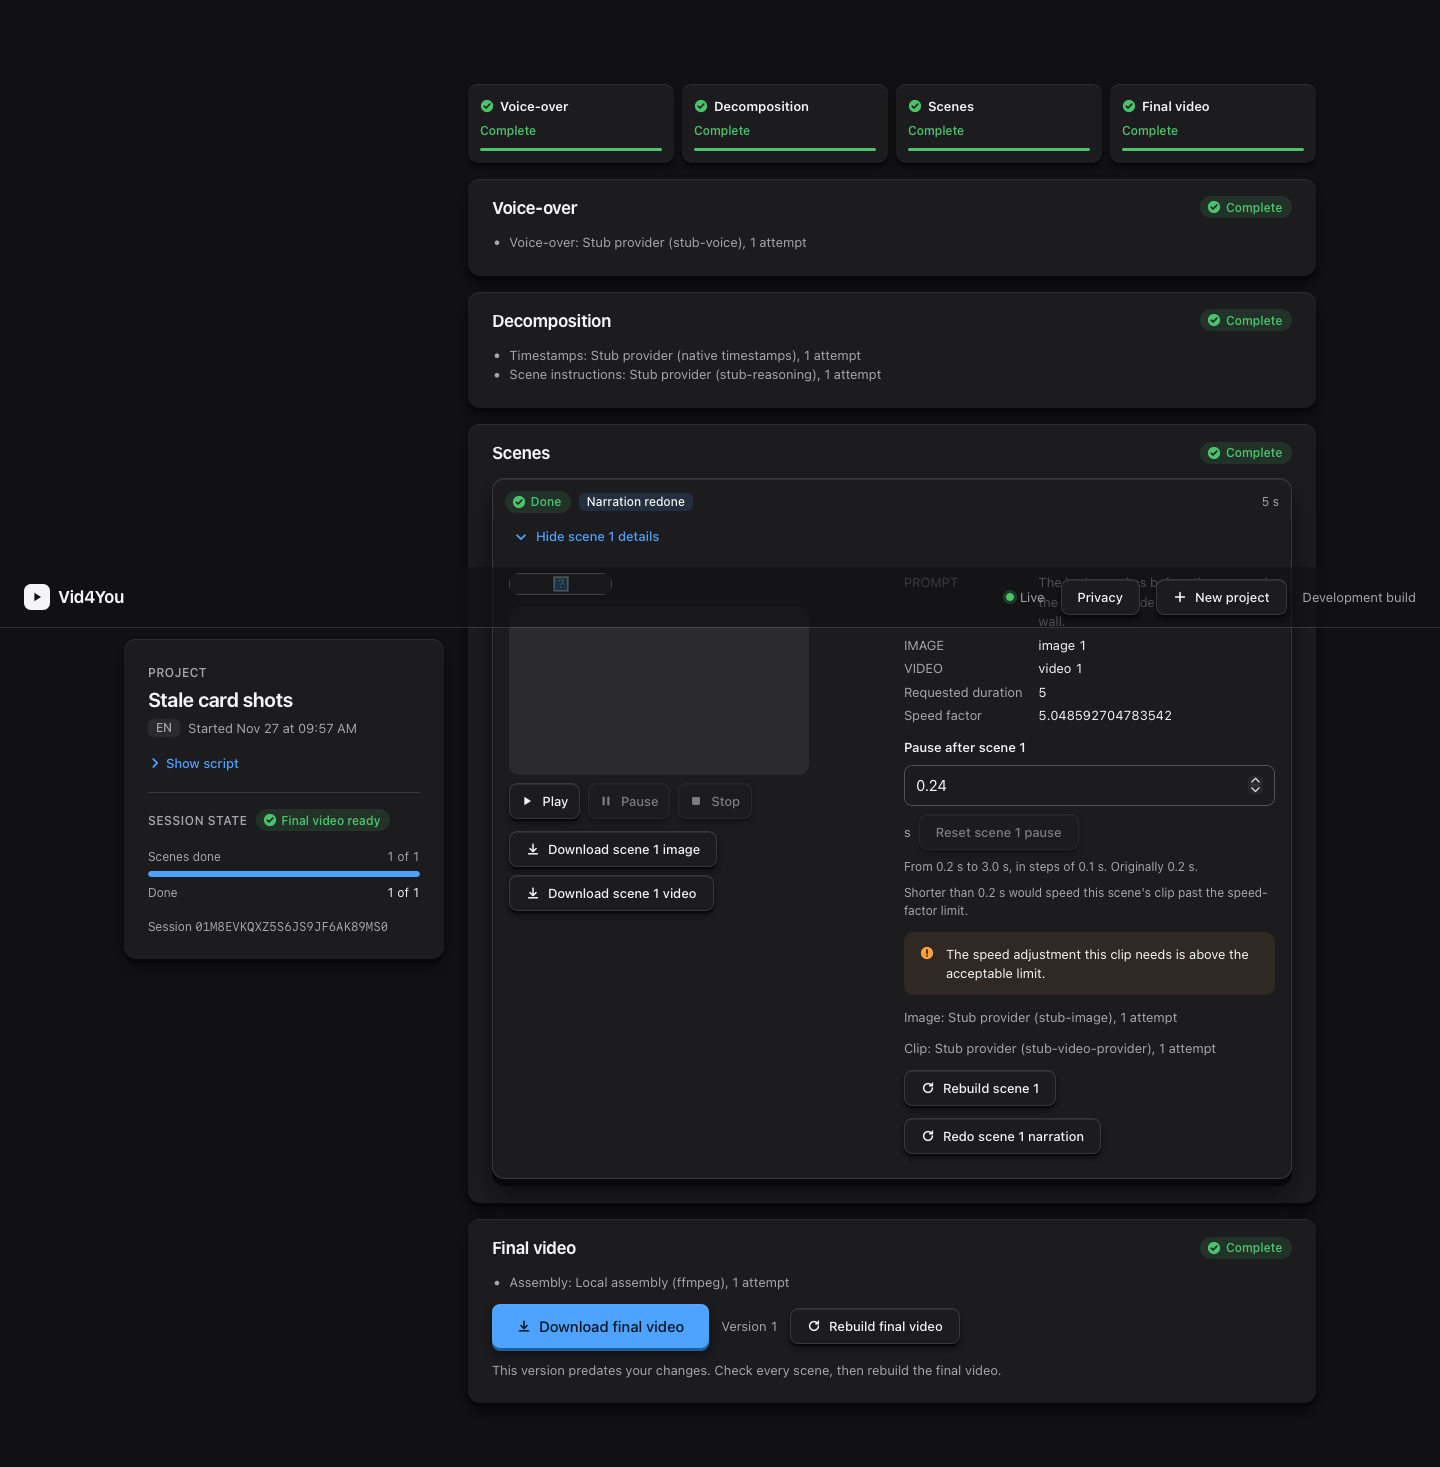 Voice-over
Complete
Decomposition
Complete
Scenes
Complete
Final video
Complete
Voice-over
Complete
• Voice-over: Stub provider (stub-voice), 1 attempt
Decomposition
Complete
• Timestamps: Stub provider (native timestamps), 1 attempt
• Scene instructions: Stub provider (stub-reasoning), 1 attempt
Scenes
Complete
Done
Narration redone
5 s
Hide scene 1 details
Vid4You
Live
Privacy
New project
Development build
PROJECT
Stale card shots
EN Started Nov 27 at 09:57 AM
Show script
SESSION STATE Final video ready
Scenes done 1 of 1
Done 1 of 1
Session 01M8EVKQXZ5S6JS9JF6AK89MS0
?
Play
Pause
Stop
Download scene 1 image
Download scene 1 video
PROMPT The
the
wall.
IMAGE image 1
VIDEO video 1
Requested duration 5
Speed factor 5.048592704783542
Pause after scene 1
0.24
s Reset scene 1 pause
From 0.2 s to 3.0 s, in steps of 0.1 s. Originally 0.2 s.
Shorter than 0.2 s would speed this scene's clip past the speed-
factor limit.
The speed adjustment this clip needs is above the
acceptable limit.
Image: Stub provider (stub-image), 1 attempt
Clip: Stub provider (stub-video-provider), 1 attempt
Rebuild scene 1
Redo scene 1 narration
Final video
Complete
• Assembly: Local assembly (ffmpeg), 1 attempt
Download final video
Version 1
Rebuild final video
This version predates your changes. Check every scene, then rebuild the final video.